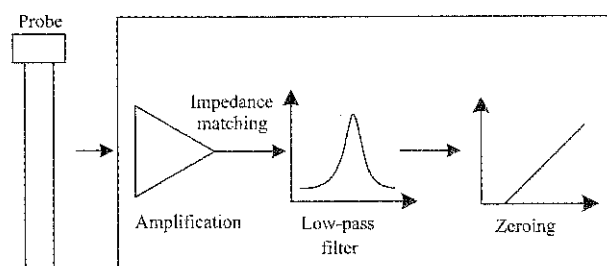 Probe
Impedance
matching
Amplification
Low-pass
filter
Zeroing